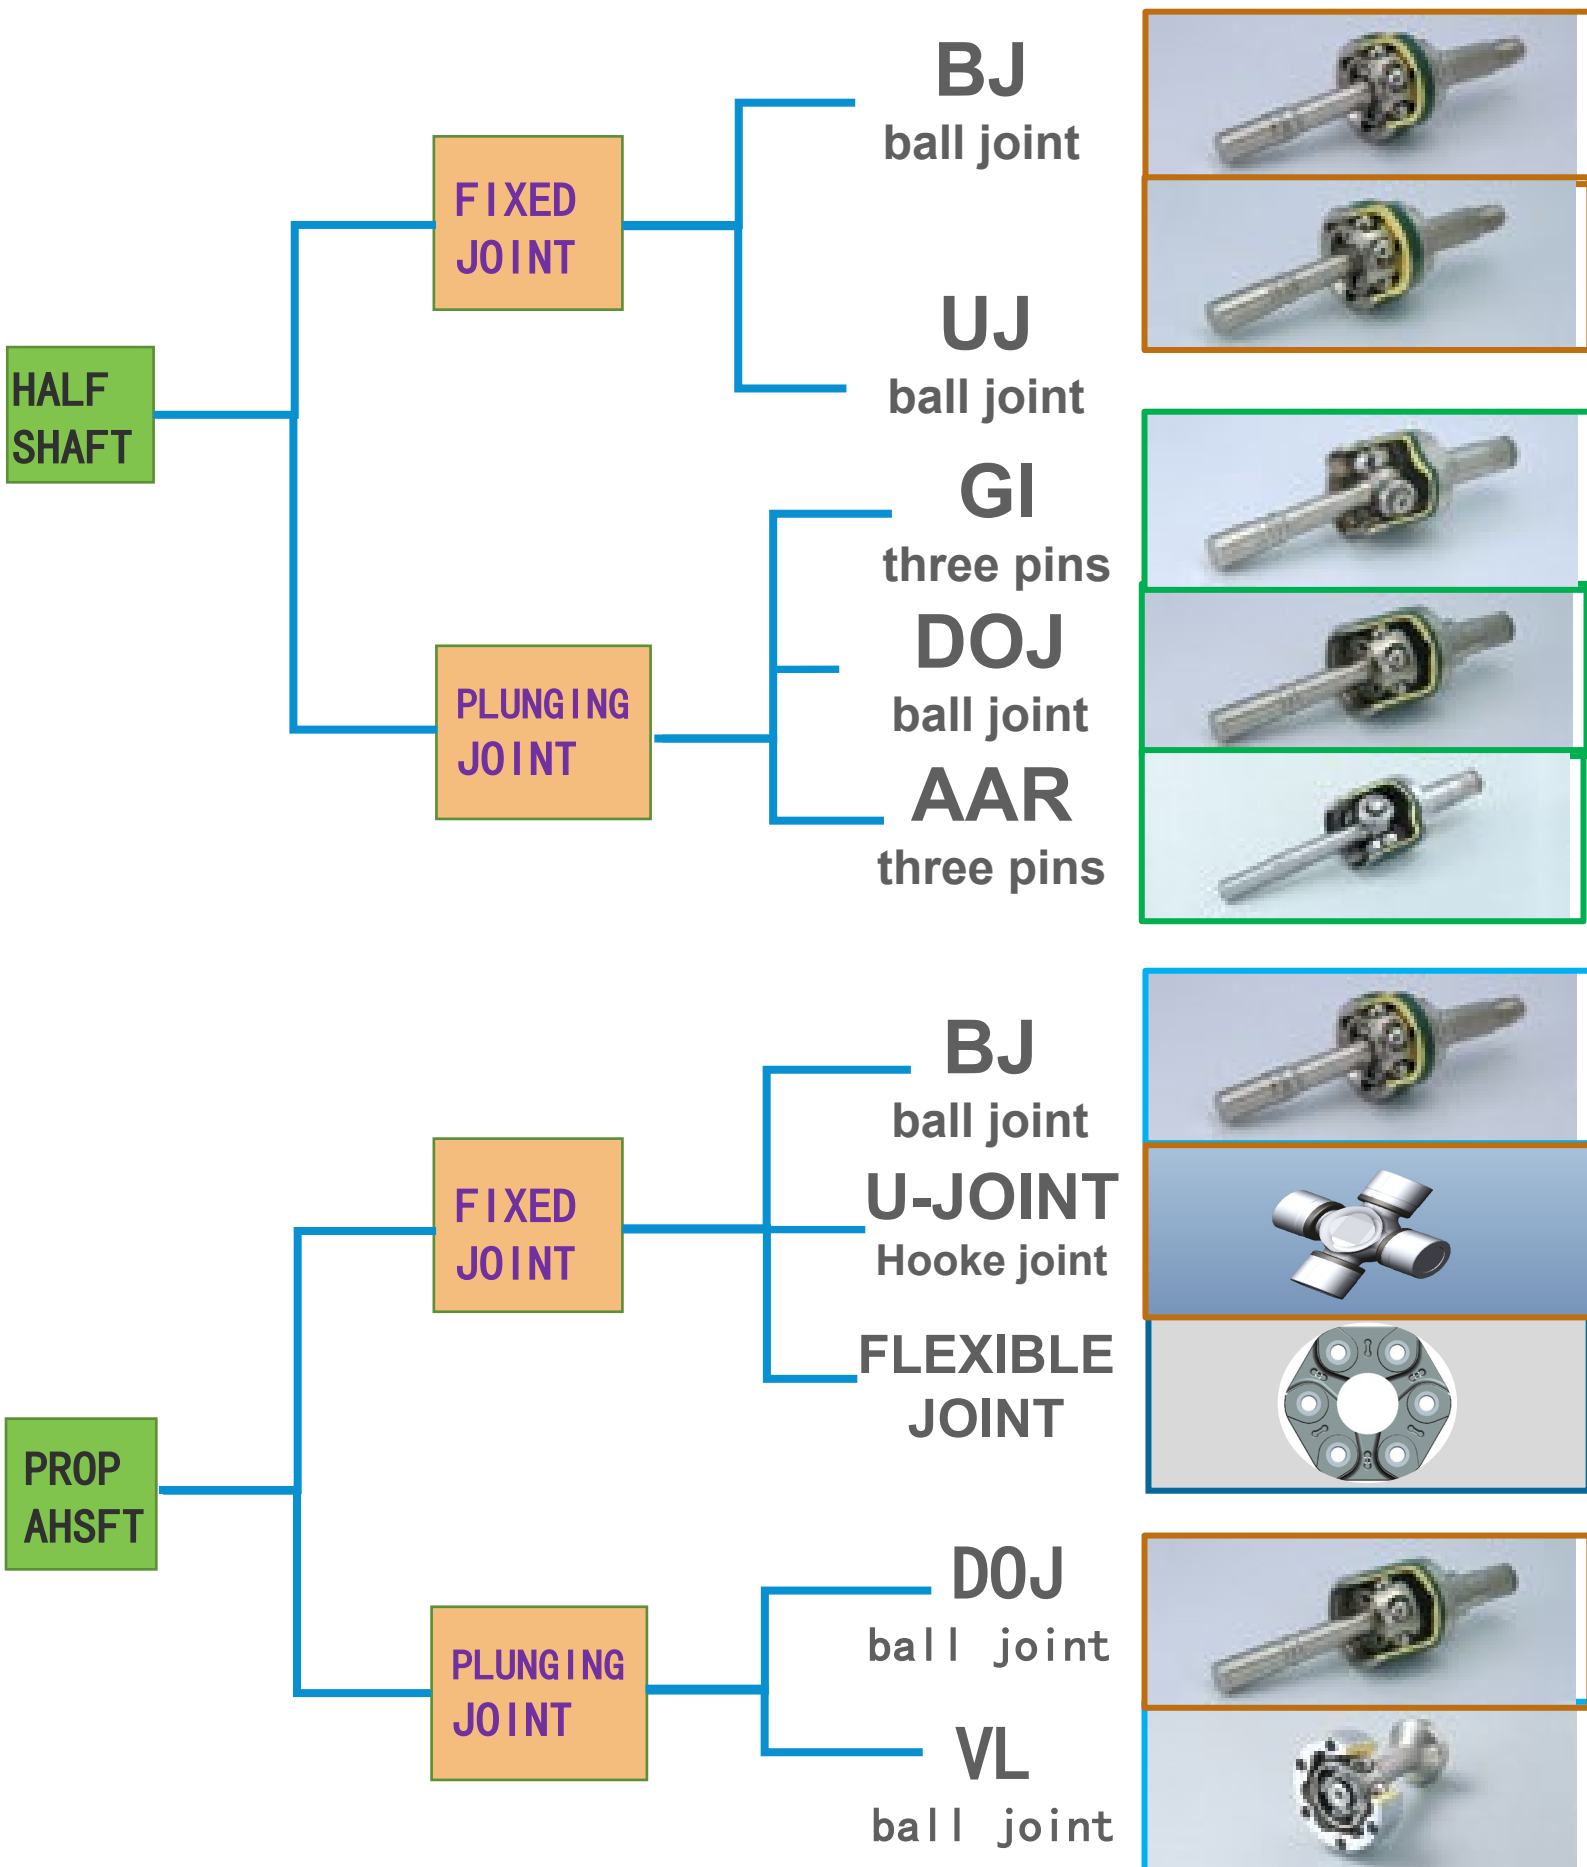 BJ
ball joint
FIXED
JOINT
UJ
ball joint
HALF
SHAFT
GI
three pins
DOJ
ball joint
PLUNGING
JOINT
AAR
three pins
BJ
ball joint
FIXED
JOINT
U-JOINT
Hooke joint
FLEXIBLE
JOINT
PROP
AHSFT
DOJ
ball joint
PLUNGING
JOINT
VL
ball joint